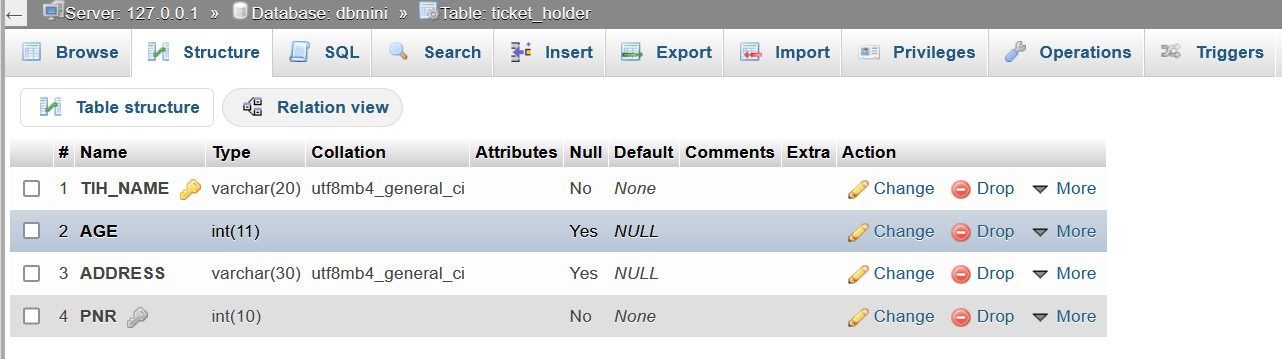 Server: 127.0.0.1 » Database: dbmini » Table: ticket_holder
Browse Structure SQL Search Insert Export Import Privileges Operations Triggers
Table structure Relation view
# Name Type Collation Attributes Null Default Comments Extra Action
1 TIH_NAME varchar(20) utf8mb4_general_ci No None Change Drop More
2 AGE int(11) Yes NULL Change Drop More
3 ADDRESS varchar(30) utf8mb4_general_ci Yes NULL Change Drop More
4 PNR int(10) No None Change Drop More